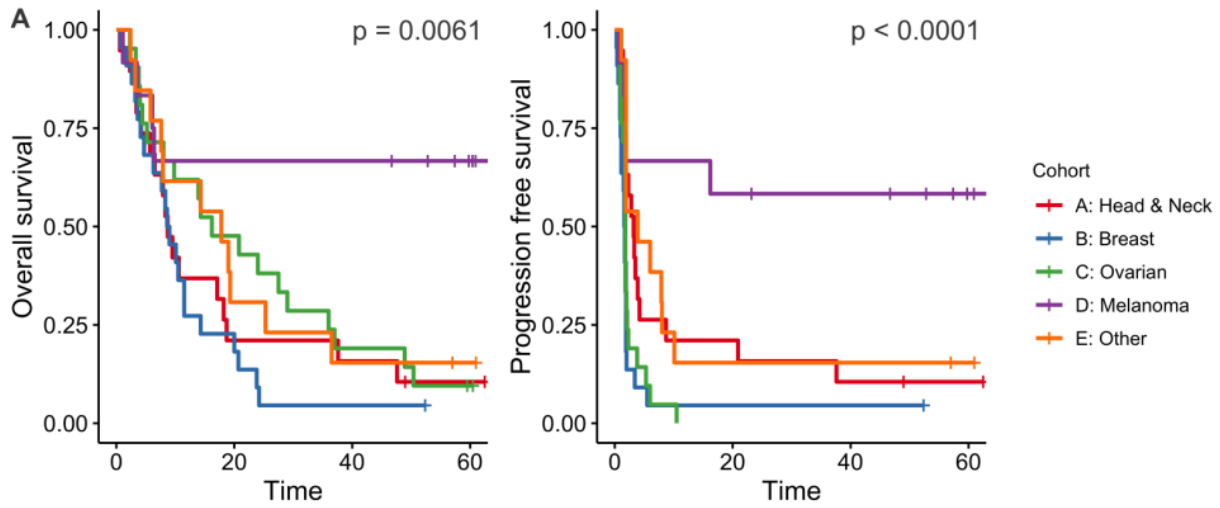 A
p = 0.0061
Overall survival
1.00
0.75
0.50
0.25
0.00
0 20 40 60
Time
p < 0.0001
Progression free survival
1.00
0.75
0.50
0.25
0.00
0 20 40 60
Time
Cohort
A: Head & Neck
B: Breast
C: Ovarian
D: Melanoma
E: Other